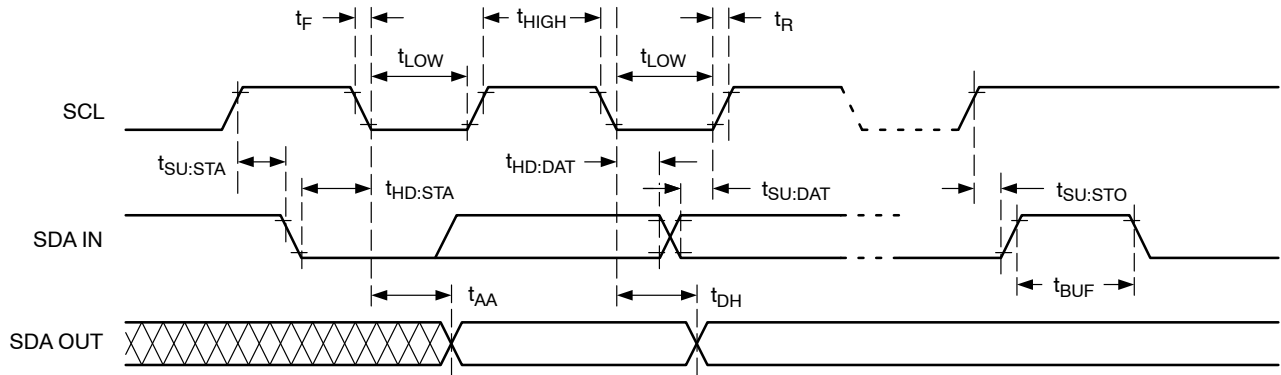 tF
tHIGH
tR
tLOW
tLOW
SCL
tSU:STA
tHD:STA
tHD:DAT
tSU:DAT
tSU:STO
SDA IN
tBUF
tAA
tDH
SDA OUT